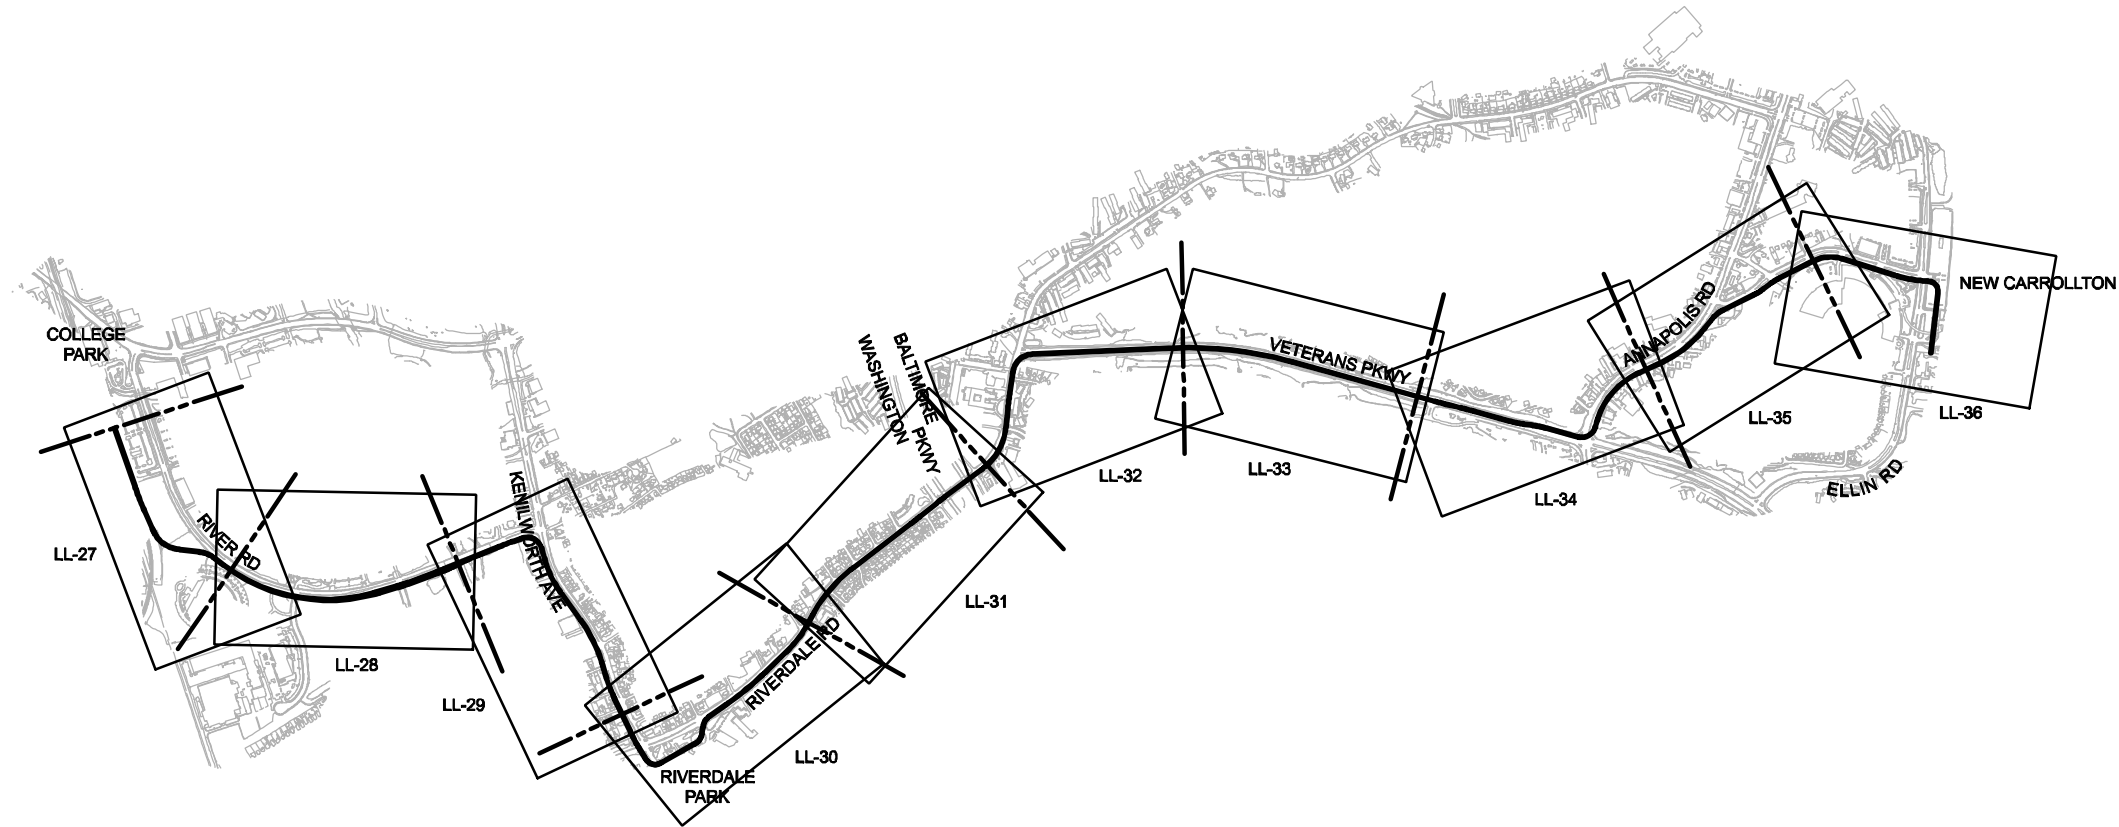 COLLEGE
PARK
LL-27
RIVER RD
LL-28
KENILWORTH AVE
LL-29
RIVERDALE
PARK
RIVERDALE RD
LL-30
BALTIMORE
WASHINGTON PKWY
LL-31
LL-32
VETERANS PKWY
LL-33
LL-34
ANNAPOLIS RD
LL-35
ELLIN RD
NEW CARROLLTON
LL-36